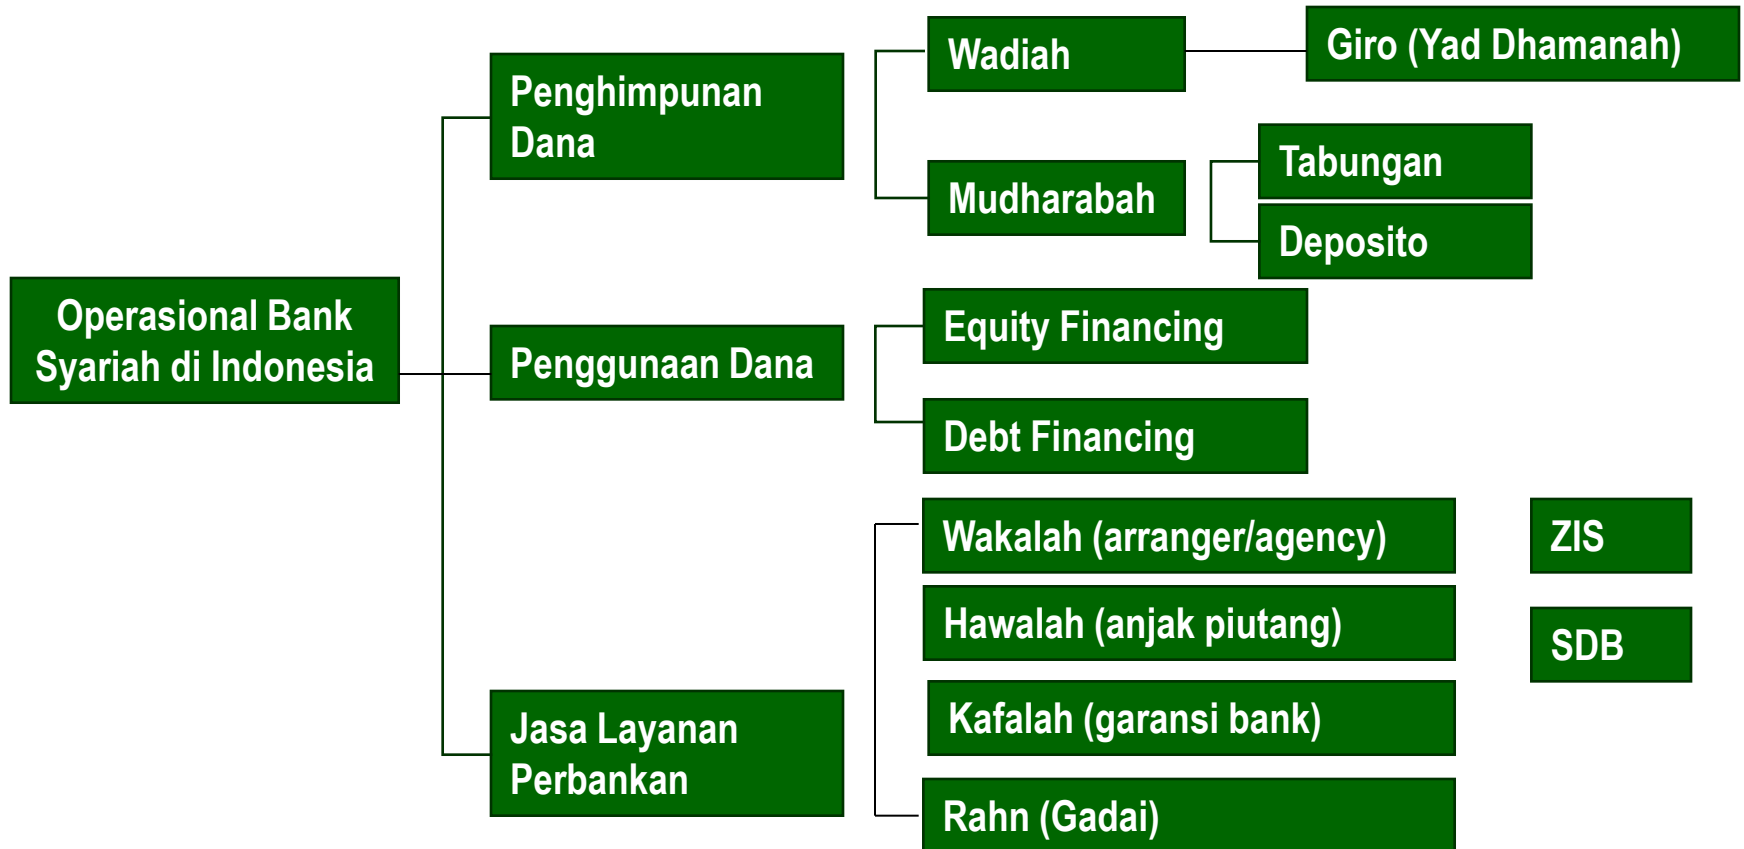 Operasional Bank
Syariah di Indonesia
Penghimpunan
Dana
Wadiah
Giro (Yad Dhamanah)
Mudharabah
Tabungan
Deposito
Penggunaan Dana
Equity Financing
Debt Financing
Jasa Layanan
Perbankan
Wakalah (arranger/agency)
Hawalah (anjak piutang)
Kafalah (garansi bank)
Rahn (Gadai)
ZIS
SDB